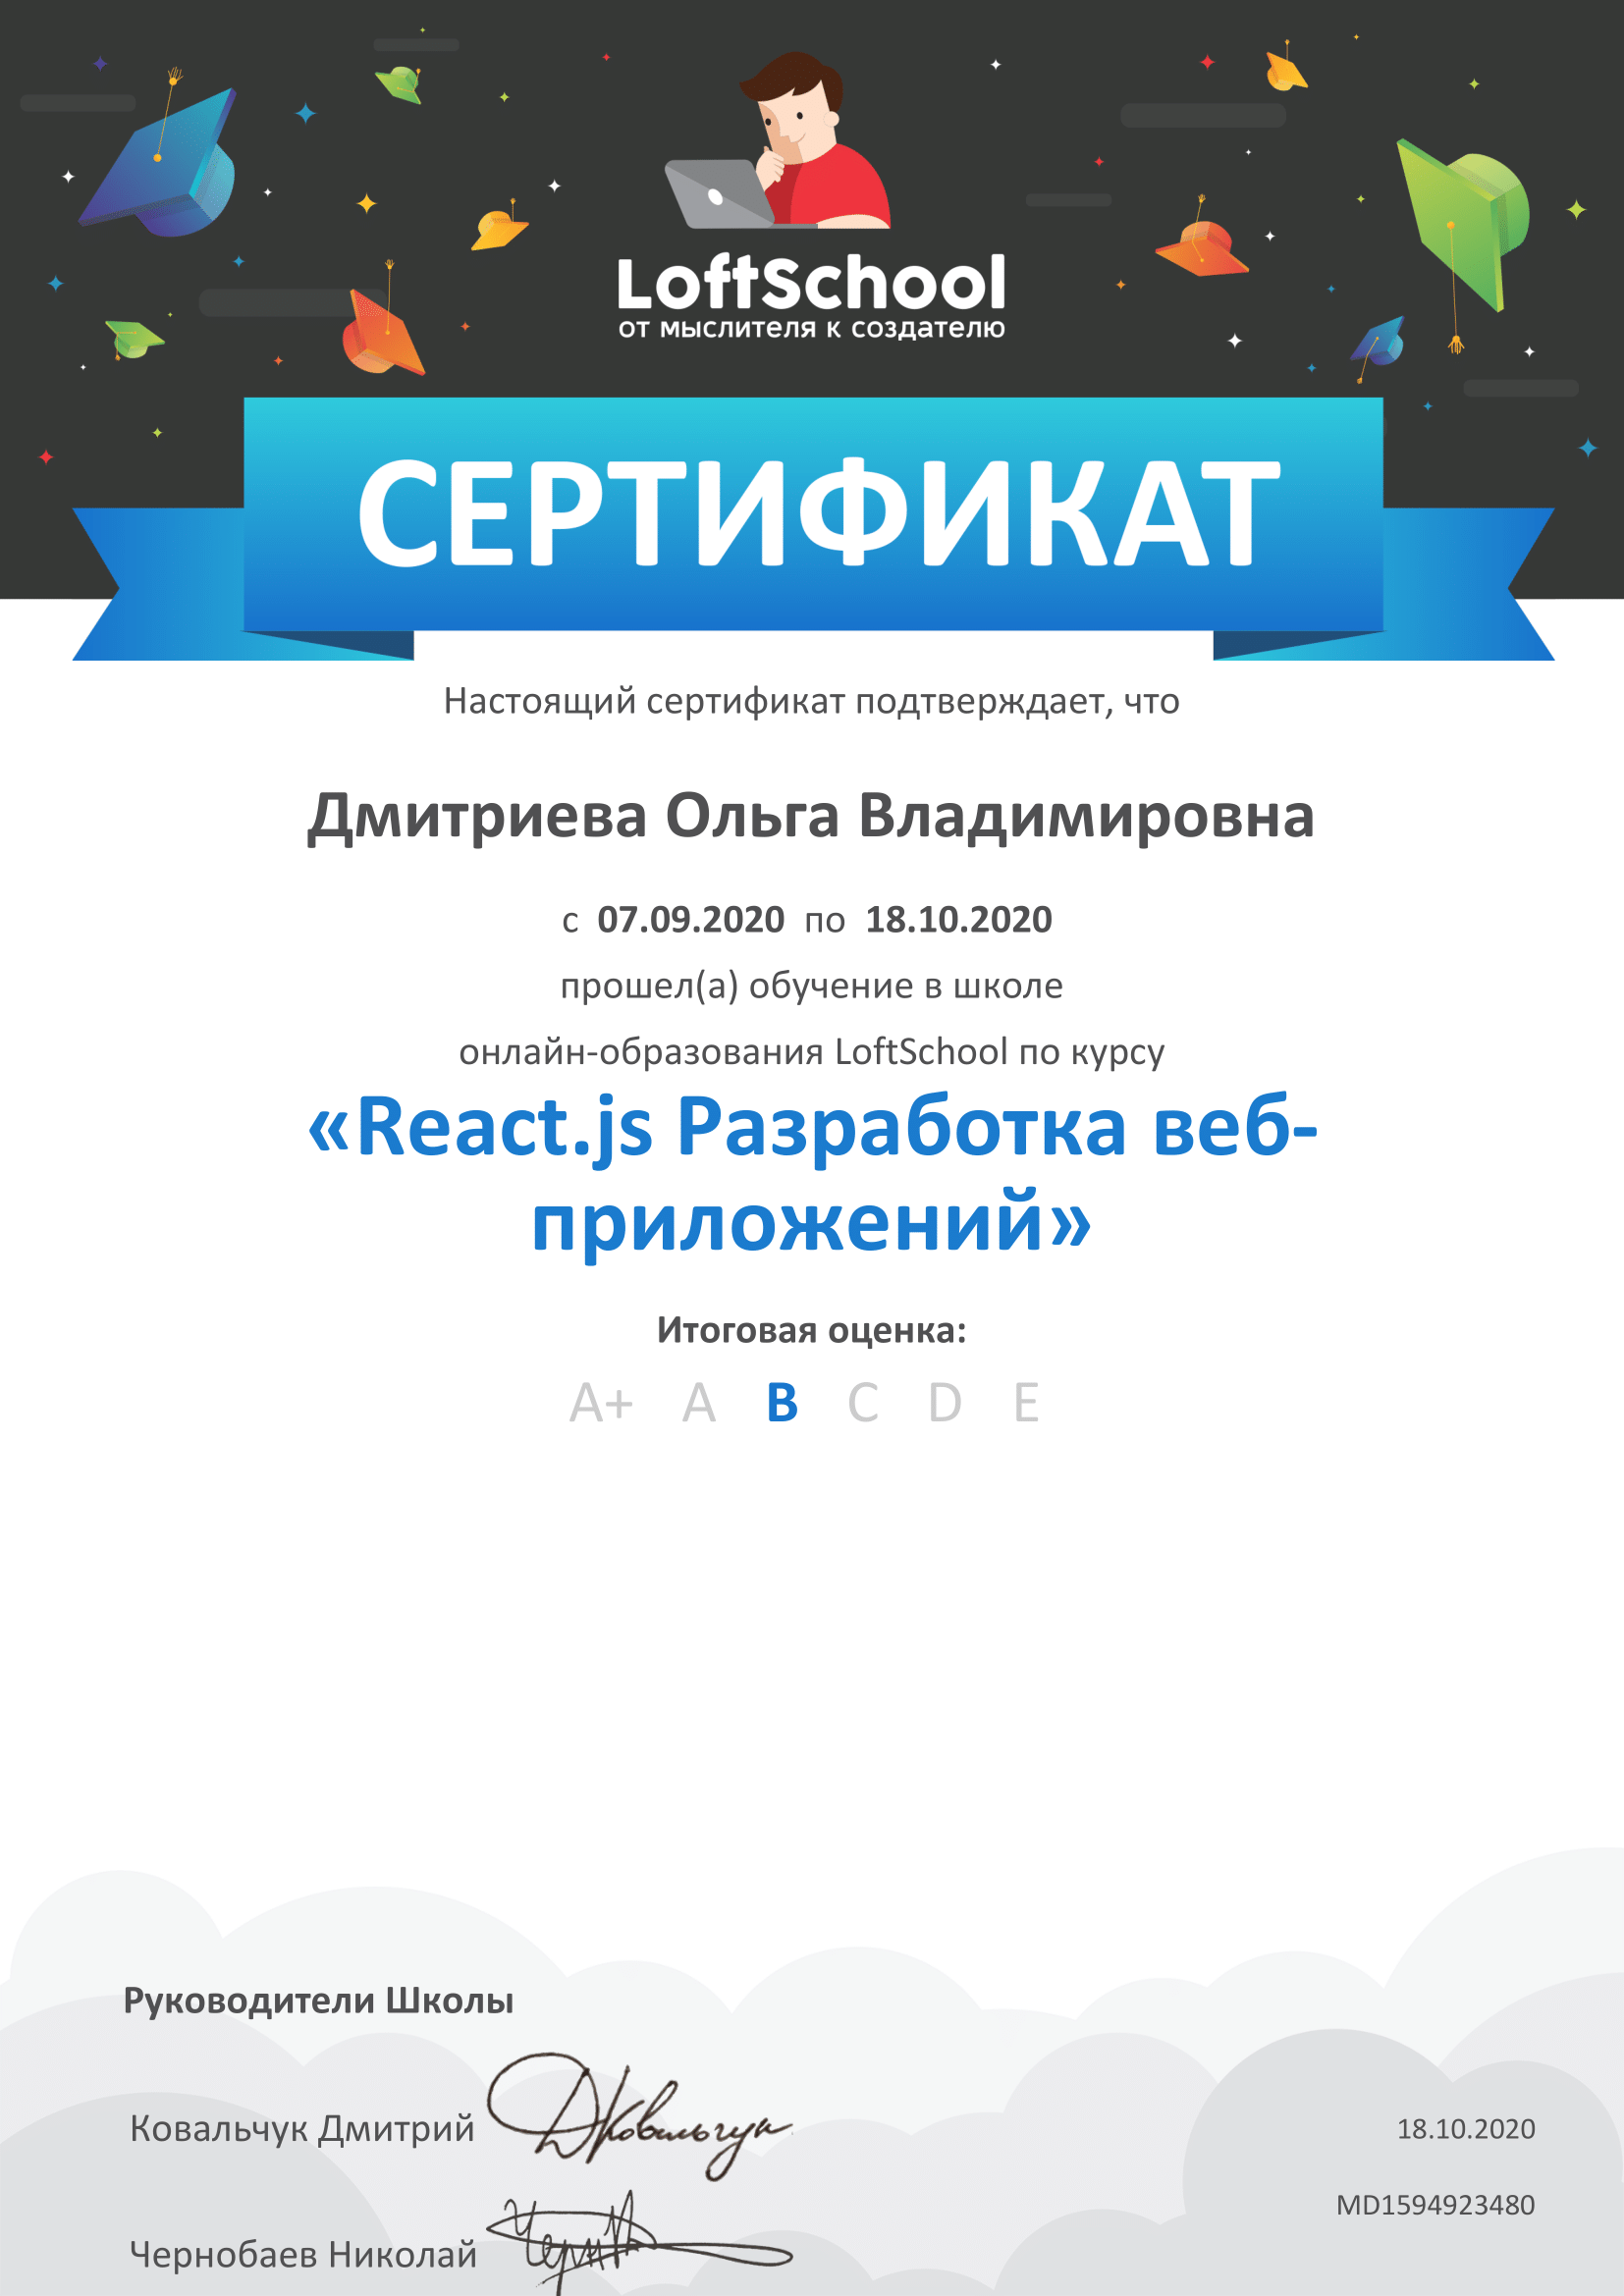 LoftSchool
от мыслителя к создателю
СЕРТИФИКАТ
Настоящий сертификат подтверждает, что
Дмитриева Ольга Владимировна
с 07.09.2020 по 18.10.2020
прошел(а) обучение в школе
онлайн-образования LoftSchool по курсу
«React.js Разработка веб-
приложений»
Итоговая оценка:
A+ A B C D E
Руководители Школы
Ковальчук Дмитрий ДКовальчук
18.10.2020
MD1594923480
Чернобаев Николай